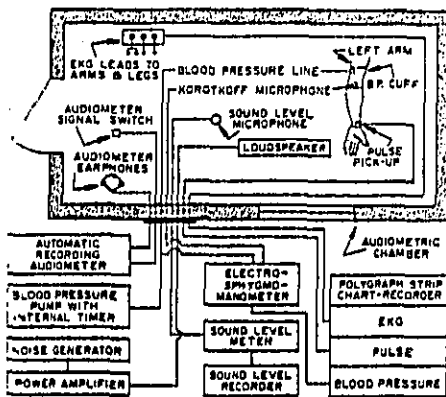 EKG LEADS TO
ARMS & LEGS
LEFT ARM
BLOOD PRESSURE LINE
B.P. CUFF
KOROTKOFF MICROPHONE
AUDIOMETER
SIGNAL SWITCH
SOUND LEVEL
MICROPHONE
LOUDSPEAKER
PULSE
PICK-UP
AUDIOMETER
EARPHONES
AUDIOMETRIC
CHAMBER
AUTOMATIC
RECORDING
AUDIOMETER
ELECTRO-
SPHYGMO-
MANOMETER
POLYGRAPH STRIP
CHART-RECORDER
BLOOD PRESSURE
PUMP WITH
INTERNAL TIMER
EKG
SOUND LEVEL
METER
PULSE
NOISE GENERATOR
POWER AMPLIFIER
SOUND LEVEL
RECORDER
BLOOD PRESSURE